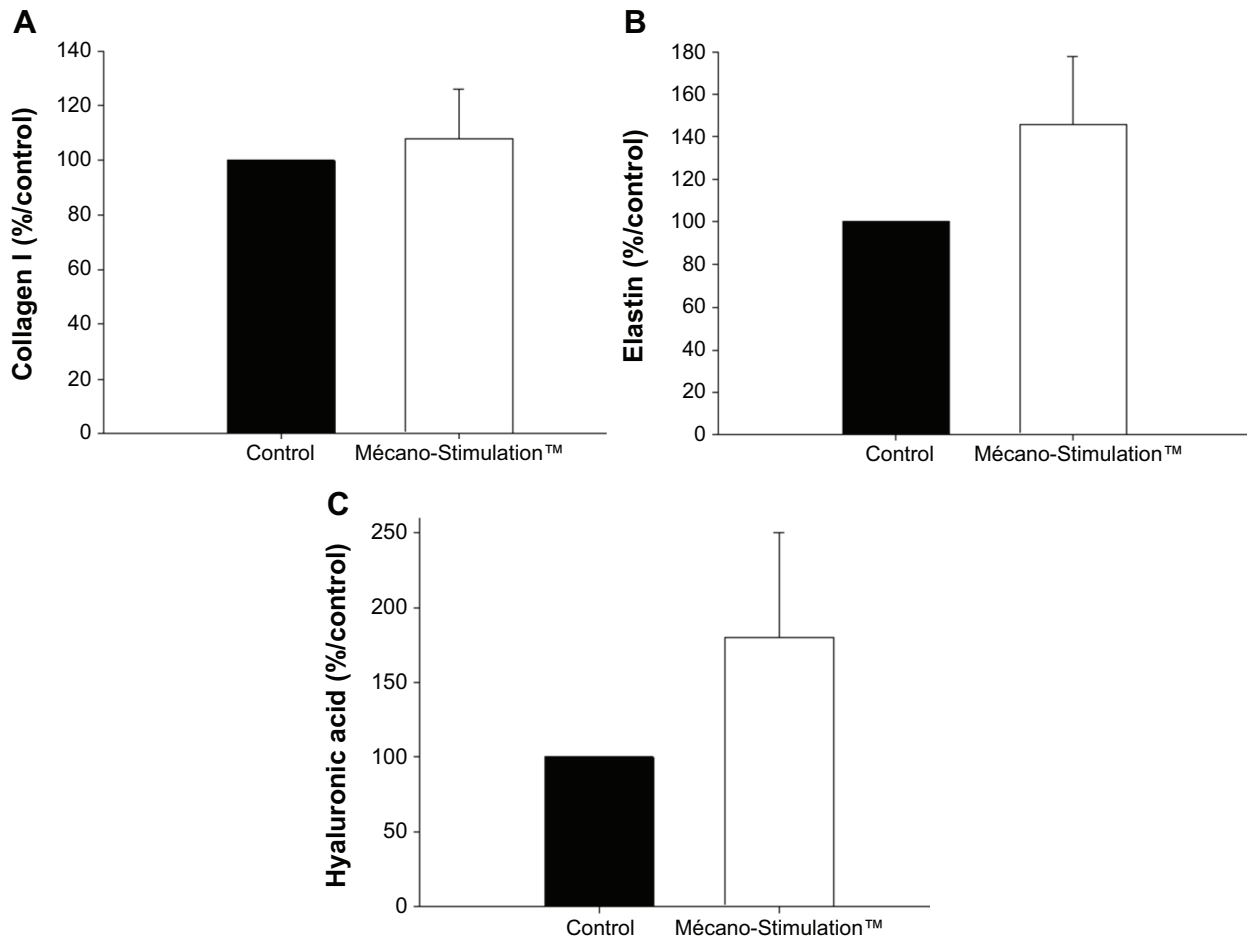 A
Collagen I (%/control)
140
120
100
80
60
40
20
0
Control
Mécano-Stimulation™
B
Elastin (%/control)
180
160
140
120
100
80
60
40
20
0
Control
Mécano-Stimulation™
C
Hyaluronic acid (%/control)
250
200
150
100
50
0
Control
Mécano-Stimulation™